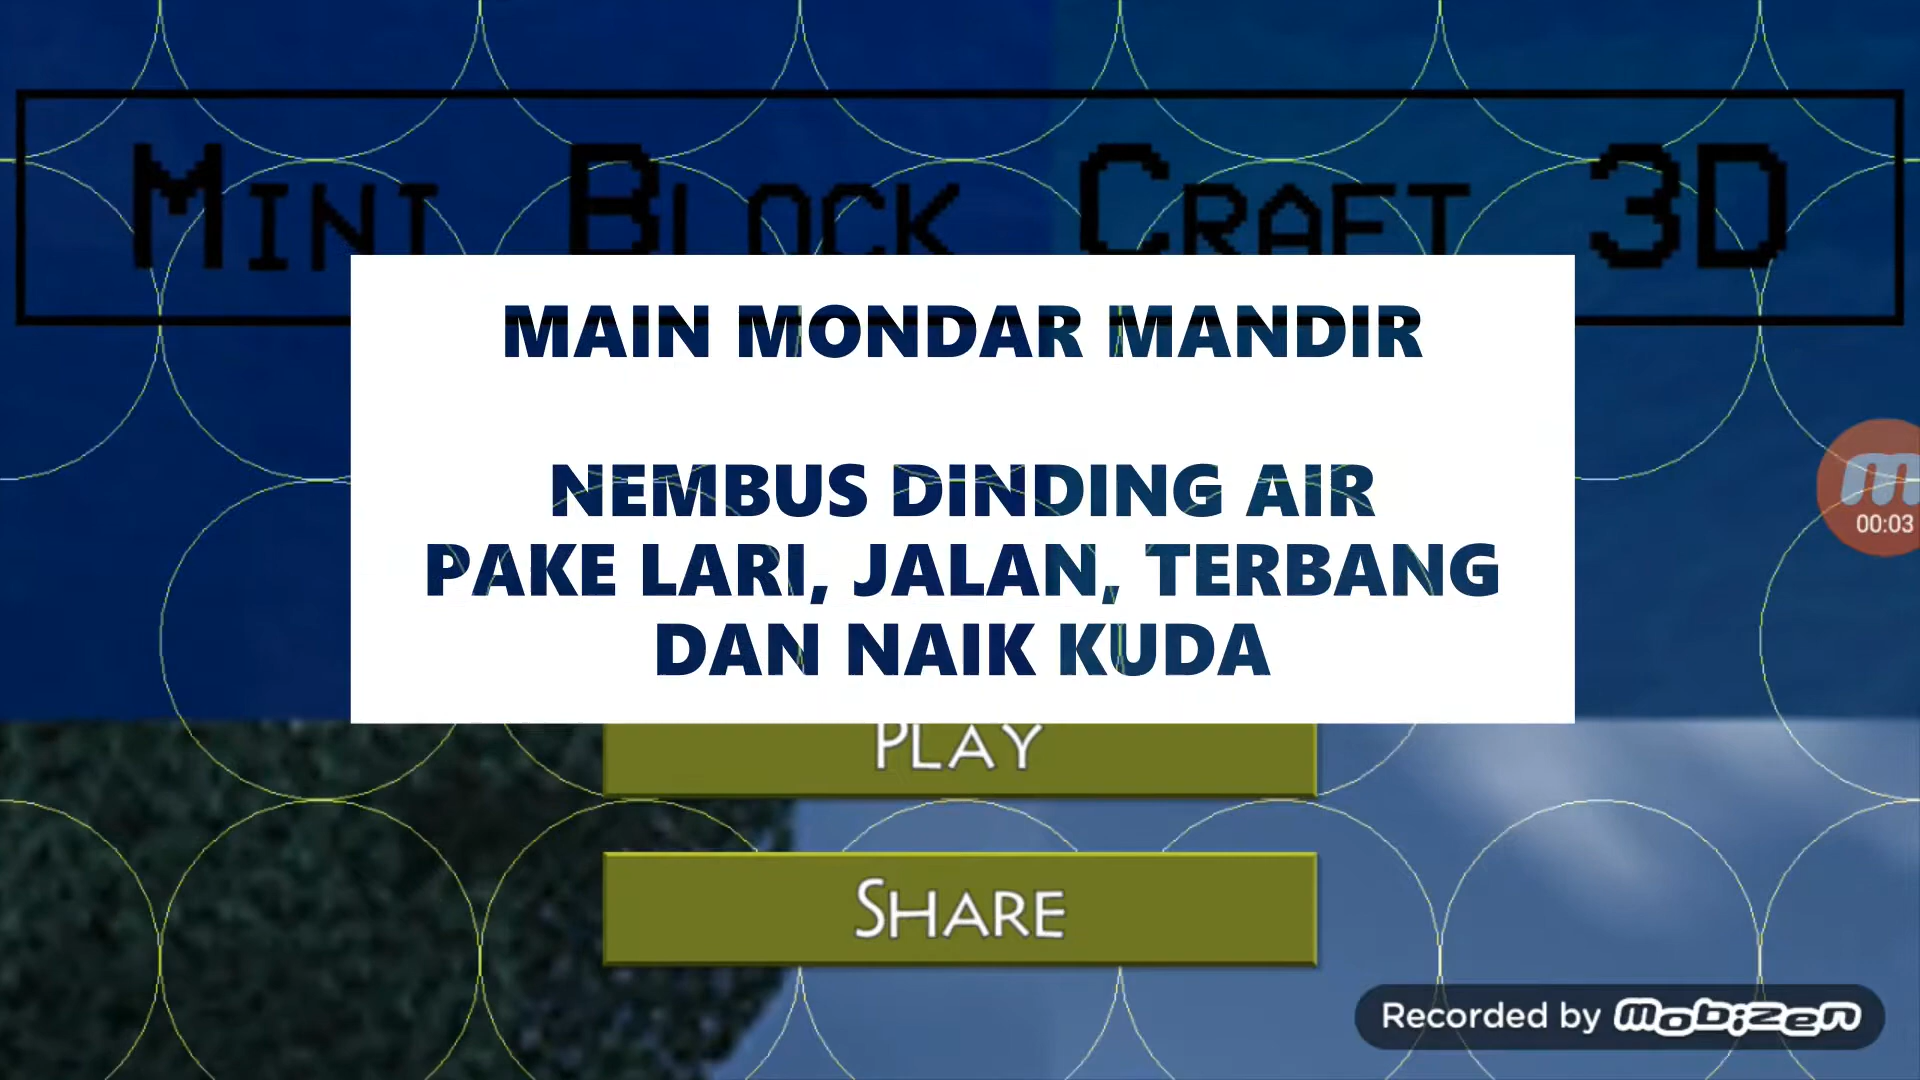 Mini Block Craft 3D
MAIN MONDAR MANDIR
NEMBUS DiNDING AiR
PAKE LARI, JALAN, TERBANG
DAN NAIK KUDA
00:03
PLAY
SHARE
Recorded by mobizen